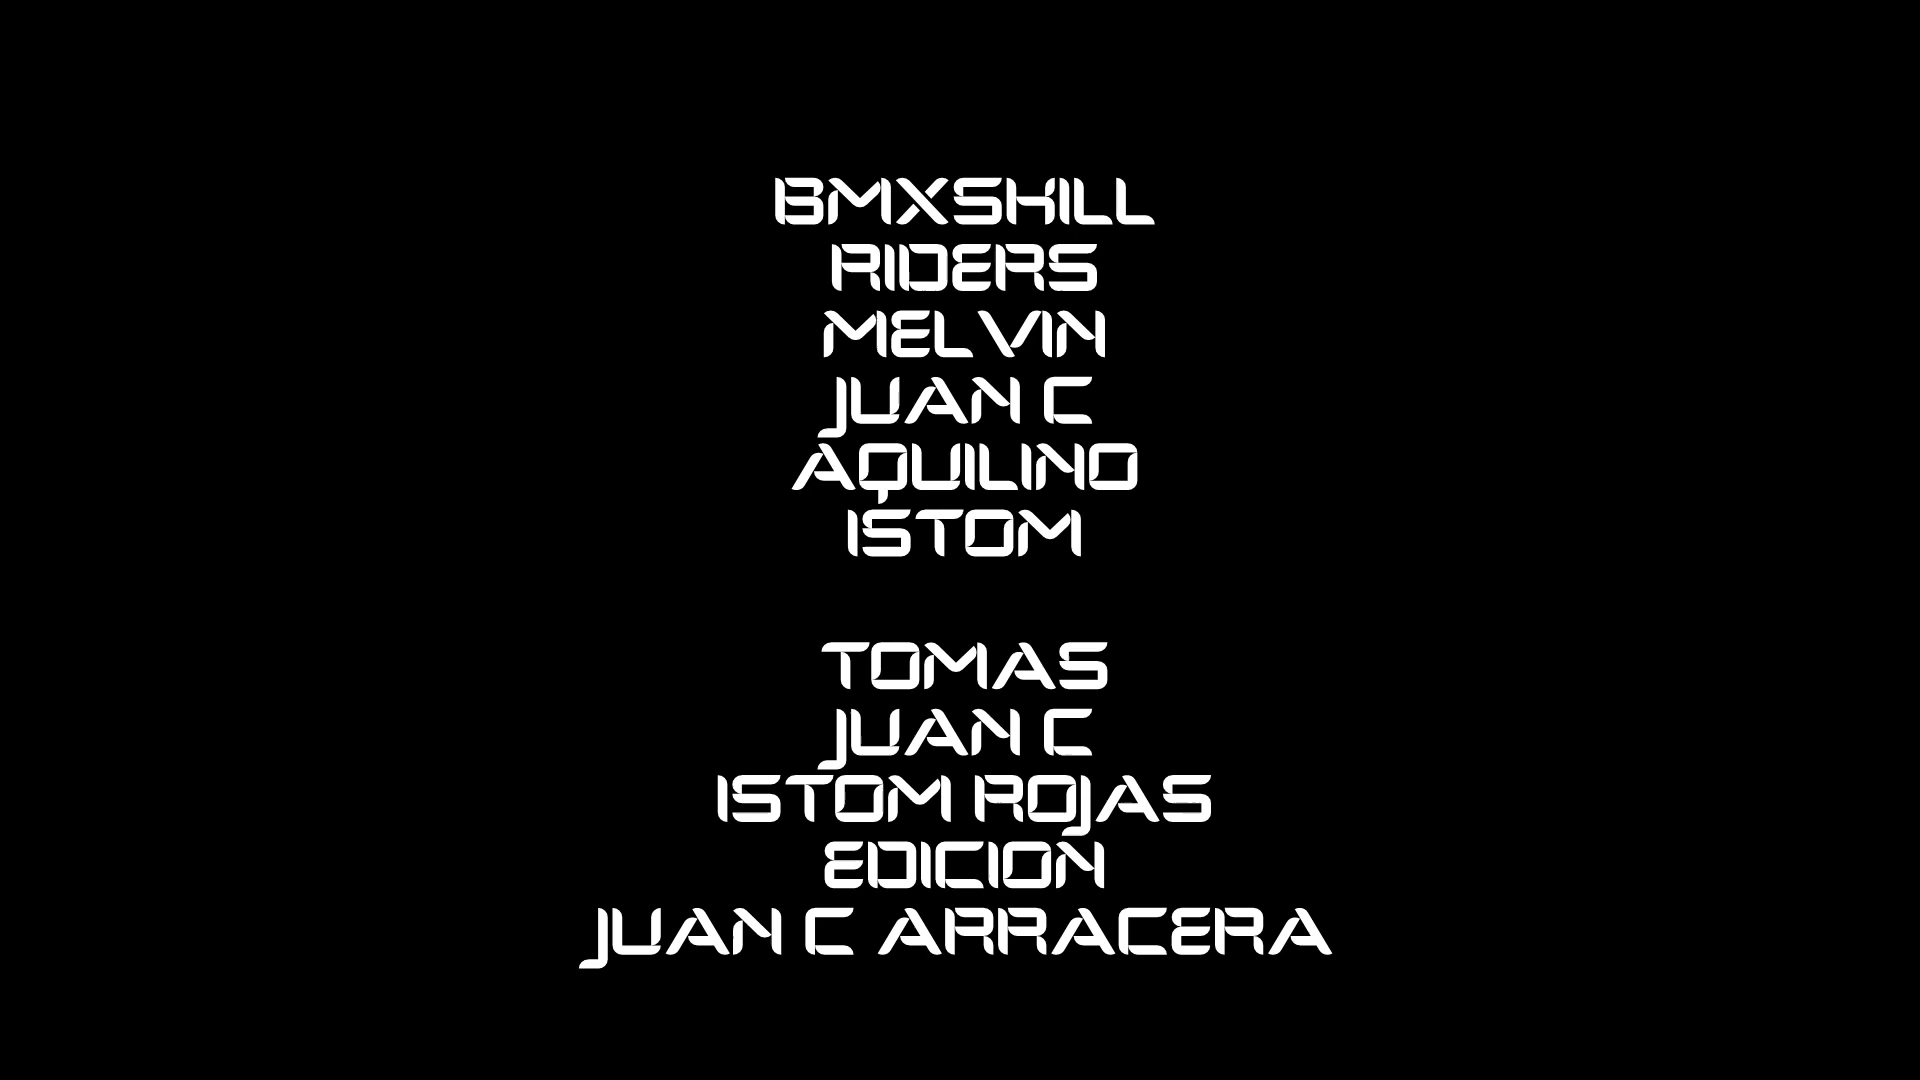 BMXSKILL
RIDERS
MELVIN
JUAN C
AQUILINO
ISTOM
TOMAS
JUAN C
ISTOM ROJAS
EDICION
JUAN C ARRACERA